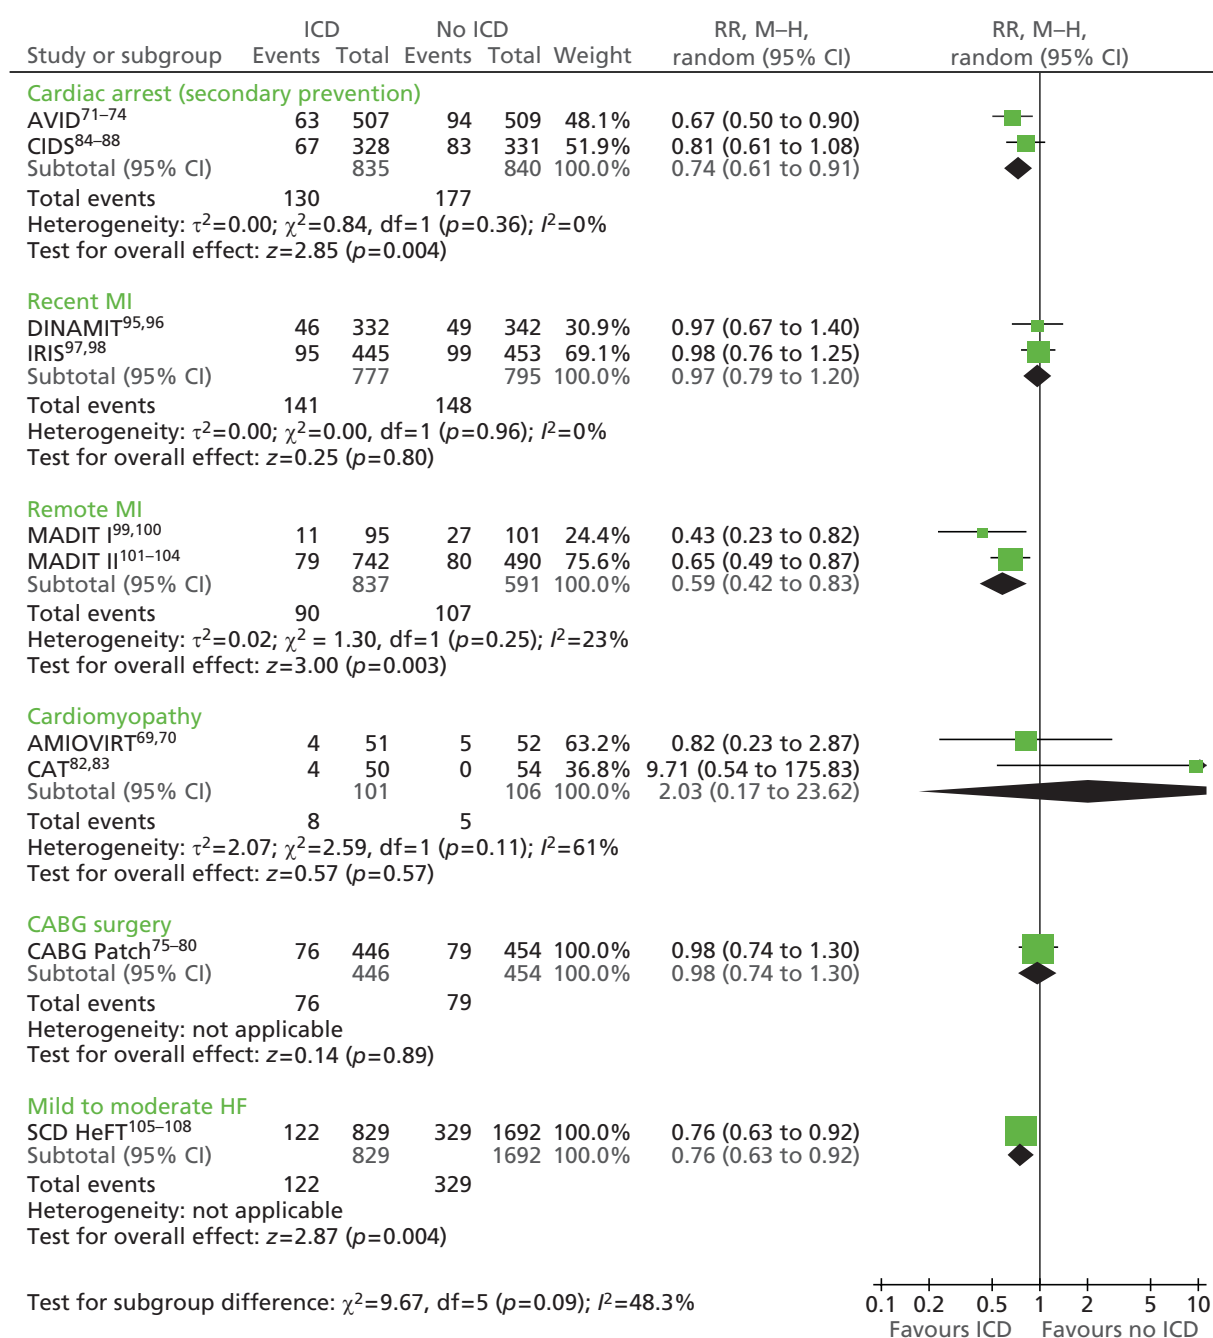 ICD No ICD RR, M–H, RR, M–H,
Study or subgroup Events Total Events Total Weight random (95% CI) random (95% CI)
Cardiac arrest (secondary prevention)
AVID71–74 63 507 94 509 48.1% 0.67 (0.50 to 0.90)
CIDS84–88 67 328 83 331 51.9% 0.81 (0.61 to 1.08)
Subtotal (95% CI) 835 840 100.0% 0.74 (0.61 to 0.91)
Total events 130 177
Heterogeneity: τ2=0.00; χ2=0.84, df=1 (p=0.36); I2=0%
Test for overall effect: z=2.85 (p=0.004)
Recent MI
DINAMIT95,96 46 332 49 342 30.9% 0.97 (0.67 to 1.40)
IRIS97,98 95 445 99 453 69.1% 0.98 (0.76 to 1.25)
Subtotal (95% CI) 777 795 100.0% 0.97 (0.79 to 1.20)
Total events 141 148
Heterogeneity: τ2=0.00; χ2=0.00, df=1 (p=0.96); I2=0%
Test for overall effect: z=0.25 (p=0.80)
Remote MI
MADIT I99,100 11 95 27 101 24.4% 0.43 (0.23 to 0.82)
MADIT II101–104 79 742 80 490 75.6% 0.65 (0.49 to 0.87)
Subtotal (95% CI) 837 591 100.0% 0.59 (0.42 to 0.83)
Total events 90 107
Heterogeneity: τ2=0.02; χ2 = 1.30, df=1 (p=0.25); I2=23%
Test for overall effect: z=3.00 (p=0.003)
Cardiomyopathy
AMIOVIRT69,70 4 51 5 52 63.2% 0.82 (0.23 to 2.87)
CAT82,83 4 50 0 54 36.8% 9.71 (0.54 to 175.83)
Subtotal (95% CI) 101 106 100.0% 2.03 (0.17 to 23.62)
Total events 8 5
Heterogeneity: τ2=2.07; χ2=2.59, df=1 (p=0.11); I2=61%
Test for overall effect: z=0.57 (p=0.57)
CABG surgery
CABG Patch75–80 76 446 79 454 100.0% 0.98 (0.74 to 1.30)
Subtotal (95% CI) 446 454 100.0% 0.98 (0.74 to 1.30)
Total events 76 79
Heterogeneity: not applicable
Test for overall effect: z=0.14 (p=0.89)
Mild to moderate HF
SCD HeFT105–108 122 829 329 1692 100.0% 0.76 (0.63 to 0.92)
Subtotal (95% CI) 829 1692 100.0% 0.76 (0.63 to 0.92)
Total events 122 329
Heterogeneity: not applicable
Test for overall effect: z=2.87 (p=0.004)
Test for subgroup difference: χ2=9.67, df=5 (p=0.09); I2=48.3%
0.1 0.2 0.5 1 2 5 10
Favours ICD Favours no ICD